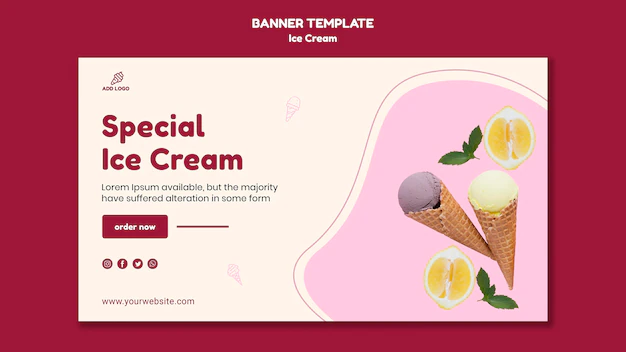 BANNER TEMPLATE
Ice Cream
ADD LOGO
Special
Ice Cream
Lorem Ipsum available, but the majority
have suffered alteration in some form
order now
www.yourwebsite.com